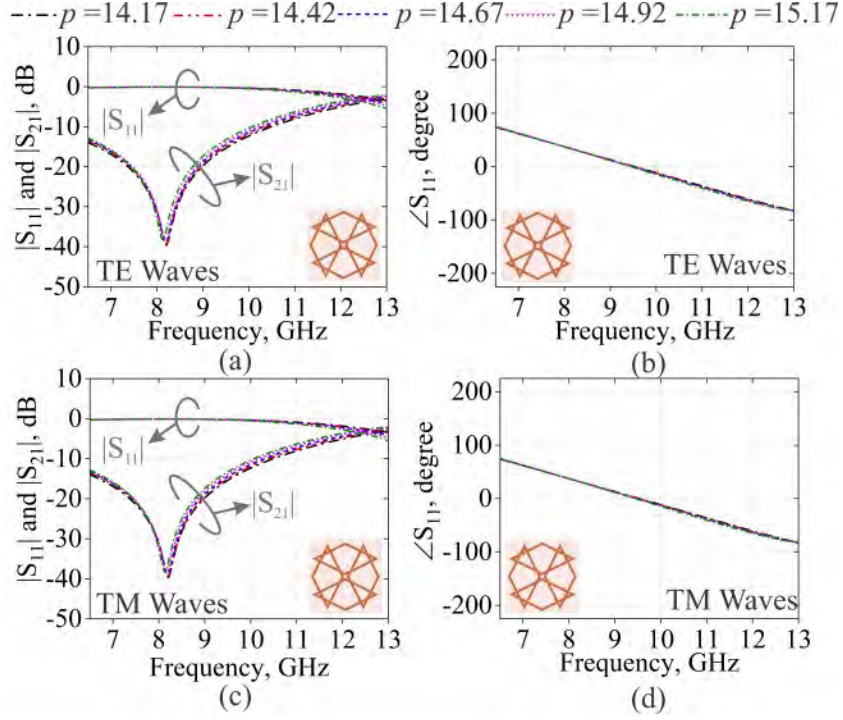 p =14.17 p =14.42 p =14.67 p =14.92 p =15.17
|S11| and |S21|, dB
10
0
-10
-20
-30
-40
-50
|S11|
|S21|
TE Waves
7 8 9 10 11 12 13
Frequency, GHz
(a)
∠S11, degree
200
100
0
-100
-200
TE Waves
7 8 9 10 11 12 13
Frequency, GHz
(b)
|S11| and |S21|, dB
10
0
-10
-20
-30
-40
-50
|S11|
|S21|
TM Waves
7 8 9 10 11 12 13
Frequency, GHz
(c)
∠S11, degree
200
100
0
-100
-200
TM Waves
7 8 9 10 11 12 13
Frequency, GHz
(d)